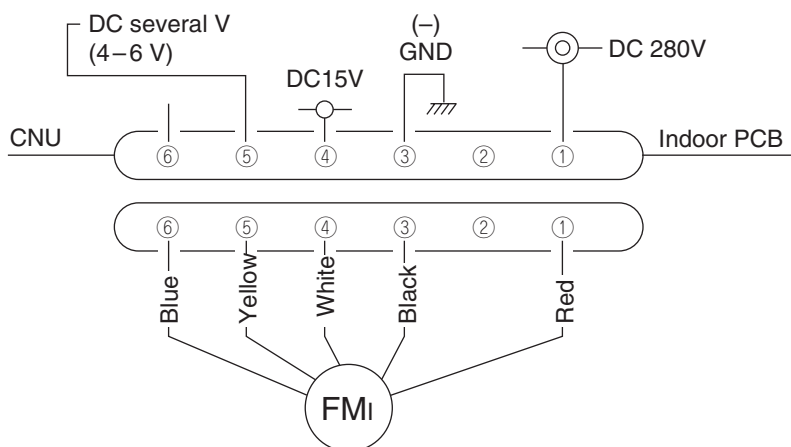 DC several V
(4–6 V)
DC15V
(–)
GND
DC 280V
CNU
⑥ ⑤ ④ ③ ② ①
Indoor PCB
⑥ ⑤ ④ ③ ② ①
Blue
Yellow
White
Black
Red
FMI